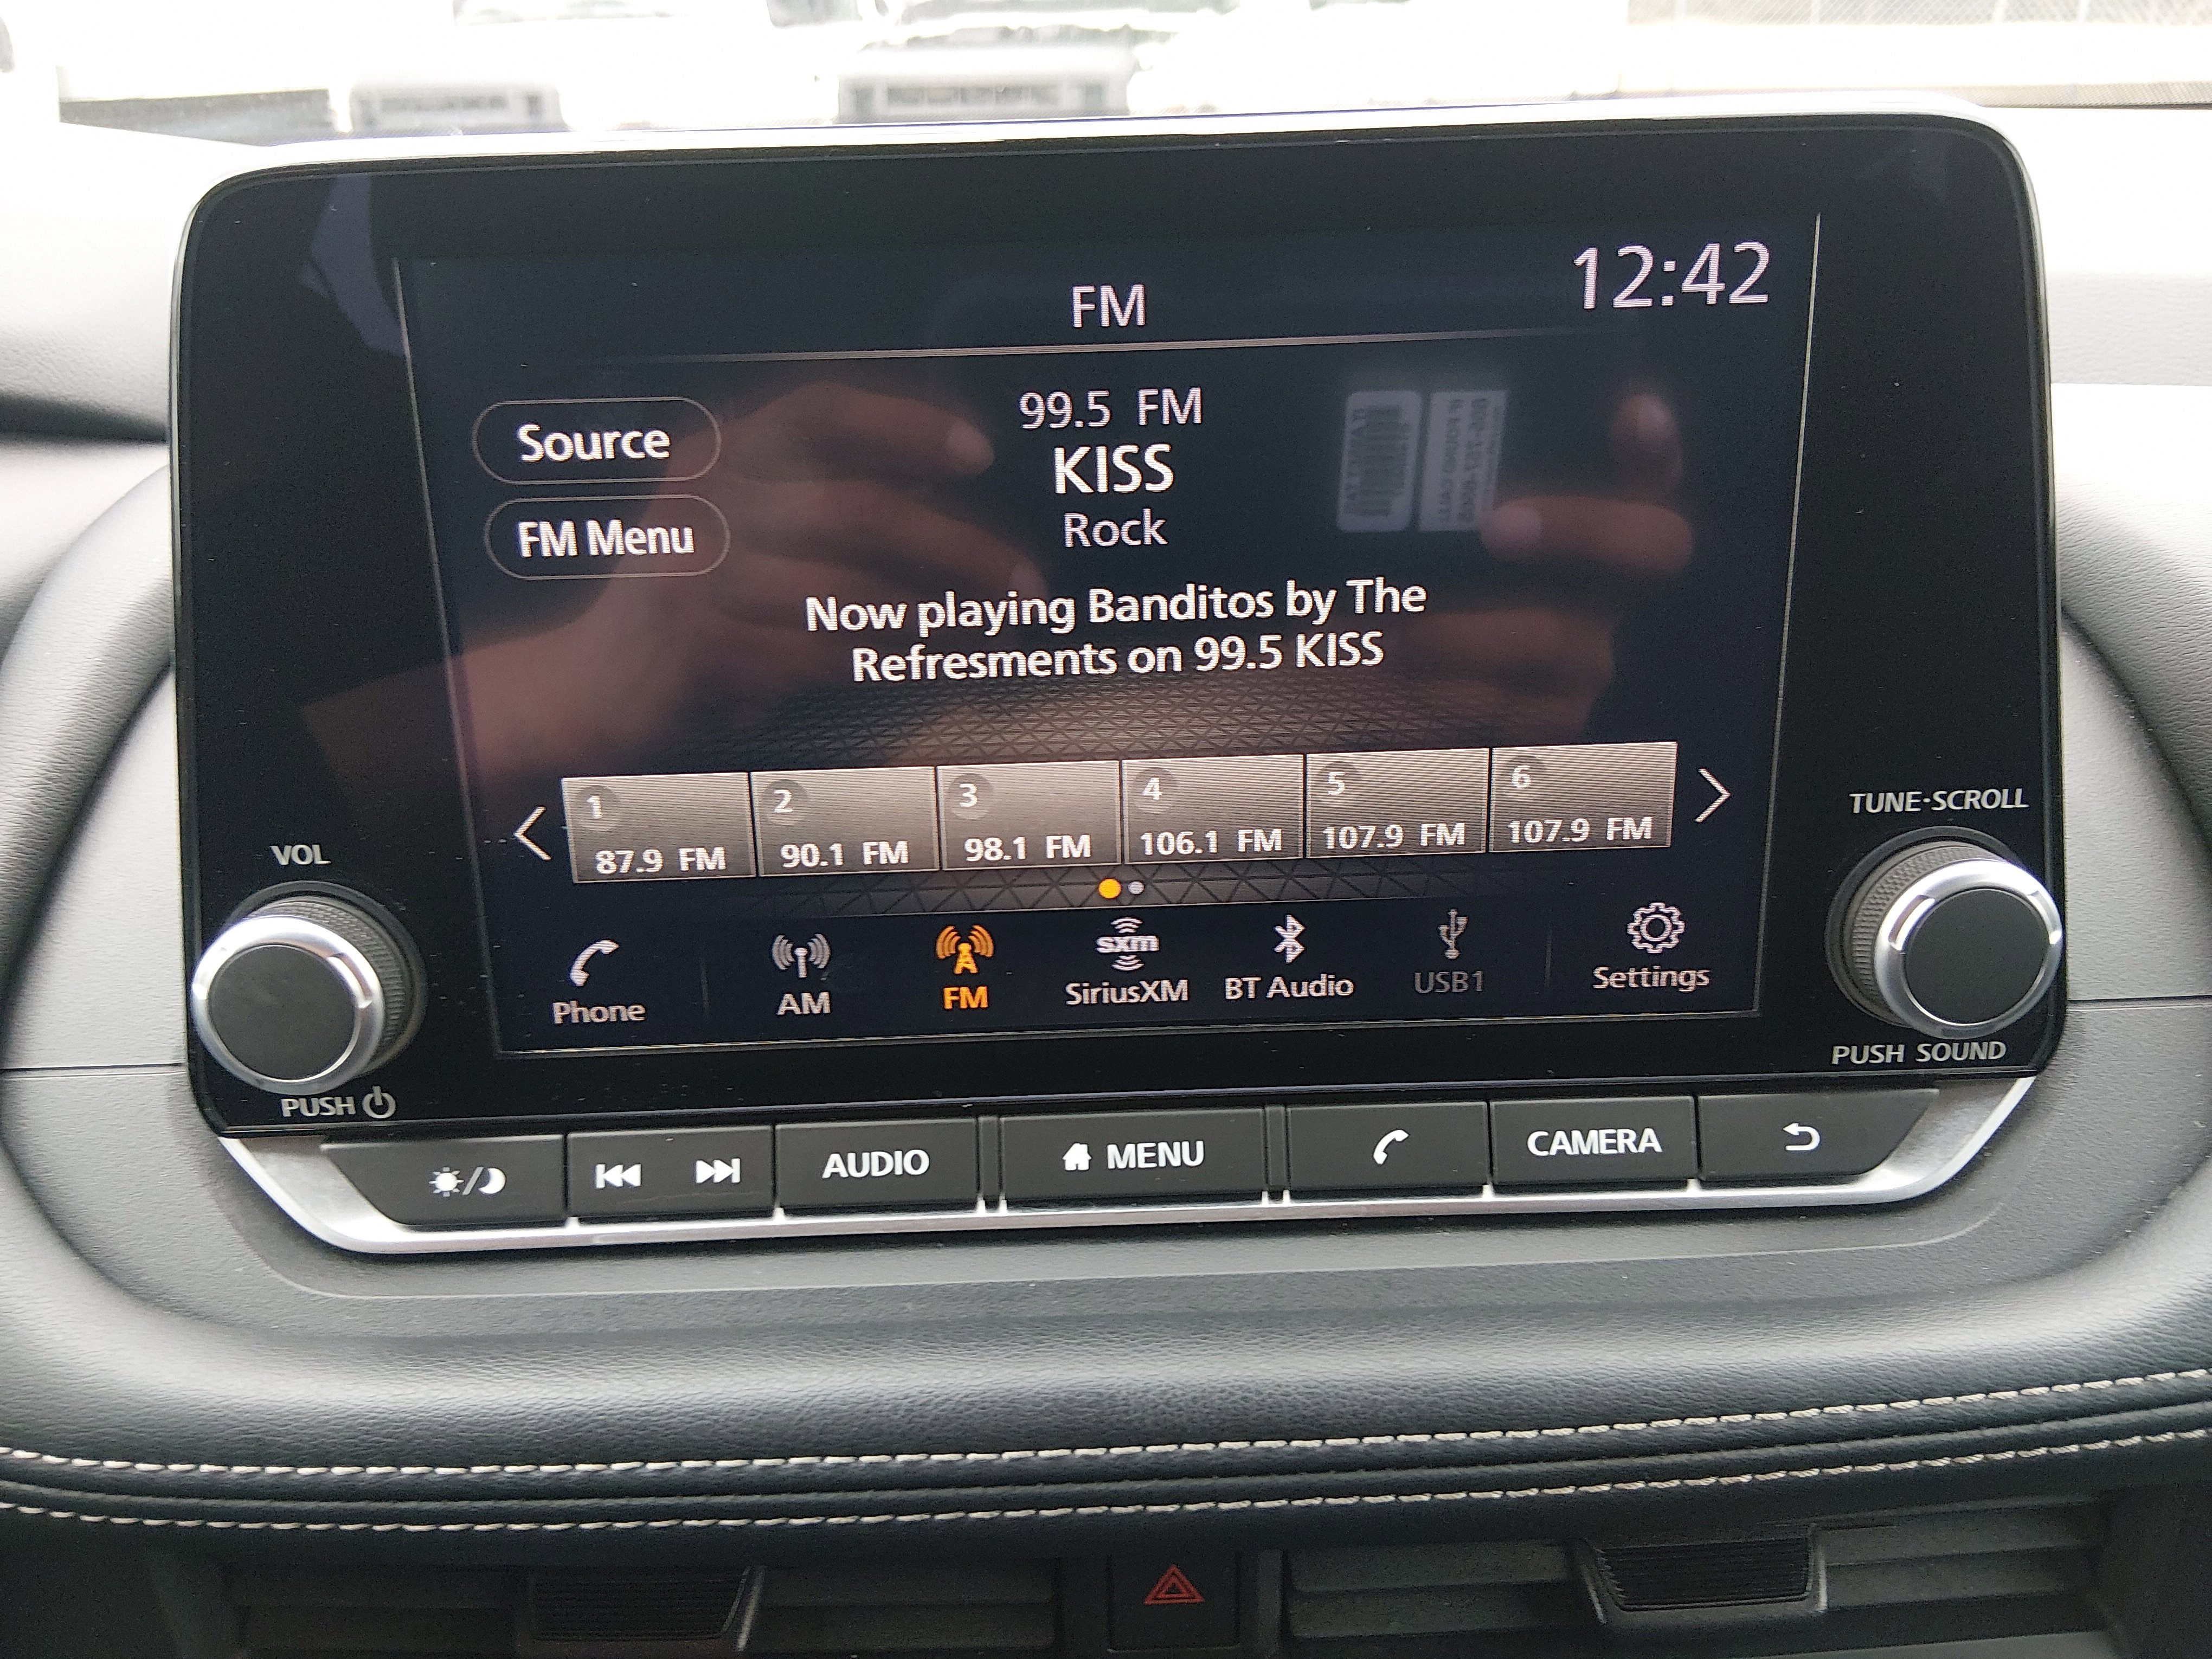 12:42
FM
99.5 FM
KISS
Rock
Source
FM Menu
Now playing Banditos by The
Refresments on 99.5 KISS
1 2 3 4 5 6
87.9 FM 90.1 FM 98.1 FM 106.1 FM 107.9 FM 107.9 FM
VOL
TUNE·SCROLL
sxm
Phone AM FM SiriusXM BT Audio USB1 Settings
PUSH
PUSH SOUND
AUDIO MENU CAMERA